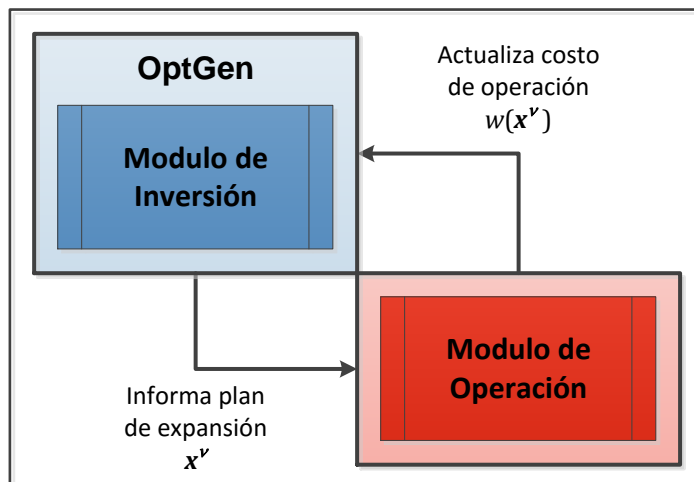 OptGen
Modulo de
Inversión
Actualiza costo
de operación
w(x^ν)
Modulo de
Operación
Informa plan
de expansión
x^ν